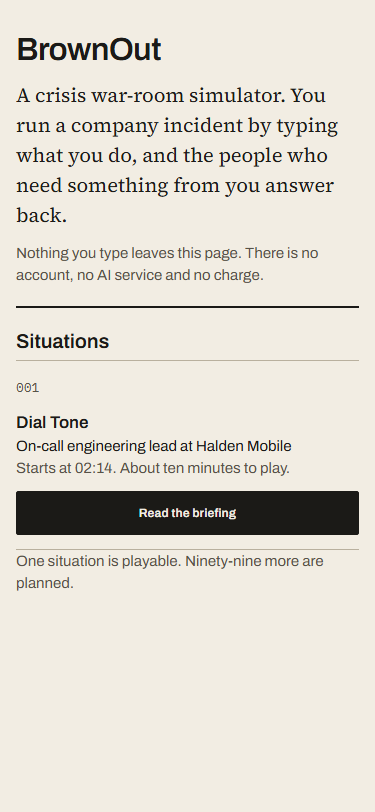 BrownOut
A crisis war-room simulator. You
run a company incident by typing
what you do, and the people who
need something from you answer
back.
Nothing you type leaves this page. There is no
account, no AI service and no charge.
Situations
001
Dial Tone
On-call engineering lead at Halden Mobile
Starts at 02:14. About ten minutes to play.
Read the briefing
One situation is playable. Ninety-nine more are
planned.